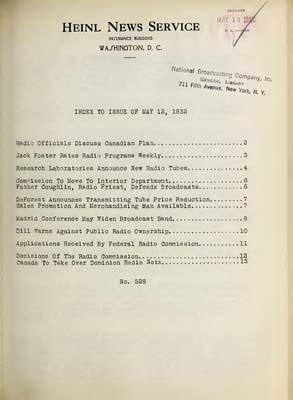 HEINL NEWS SERVICE
INSURANCE BUILDING
WASHINGTON, D. C.
MAY 13 1932
National Broadcasting Company, Inc.
GENERAL LIBRARY
711 Fifth Avenue, New York, N. Y.
INDEX TO ISSUE OF MAY 12, 1932
Radio Officials Discuss Canadian Plan....................2
Jack Foster Rates Radio Programs Weekly..................3
Research Laboratories Announce New Radio Tubes...........4
Commission To Move To Interior Department................6
Father Coughlin, Radio Priest, Defends Broadcasts........6
DeForest Announces Transmitting Tube Price Reduction.....7
Sales Promotion And Merchandising Man Available..........7
Madrid Conference May Widen Broadcast Band...............8
Dill Warns Against Public Radio Ownership...............10
Applications Received By Federal Radio Commission.......11
Decisions Of The Radio Commission.......................12
Canada To Take Over Dominion Radio Nets.................13
No. 528